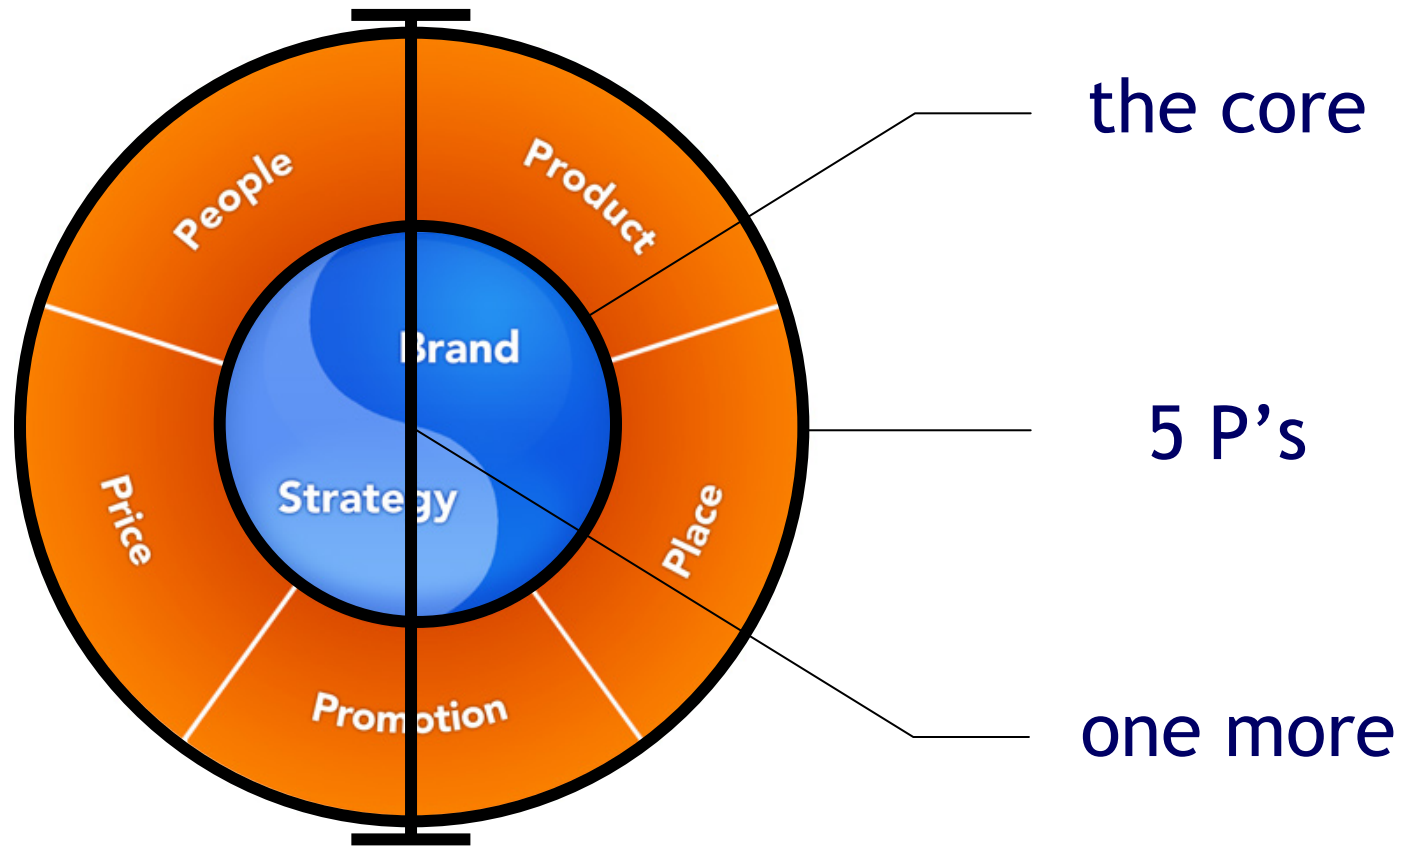 the core
People
Product
Brand
5 P’s
Strategy
Price
Place
Promotion
one more